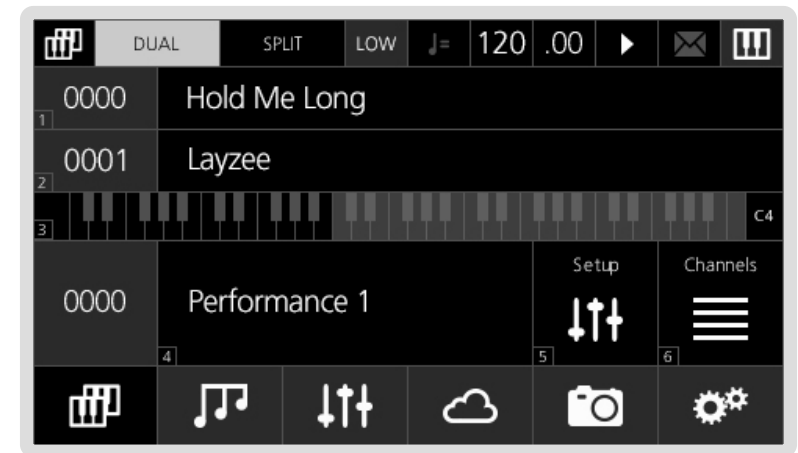 DUAL SPLIT LOW ♩= 120 .00
0000 Hold Me Long
1
0001 Layzee
2
3 C4
Setup Channels
0000 Performance 1
4 5 6